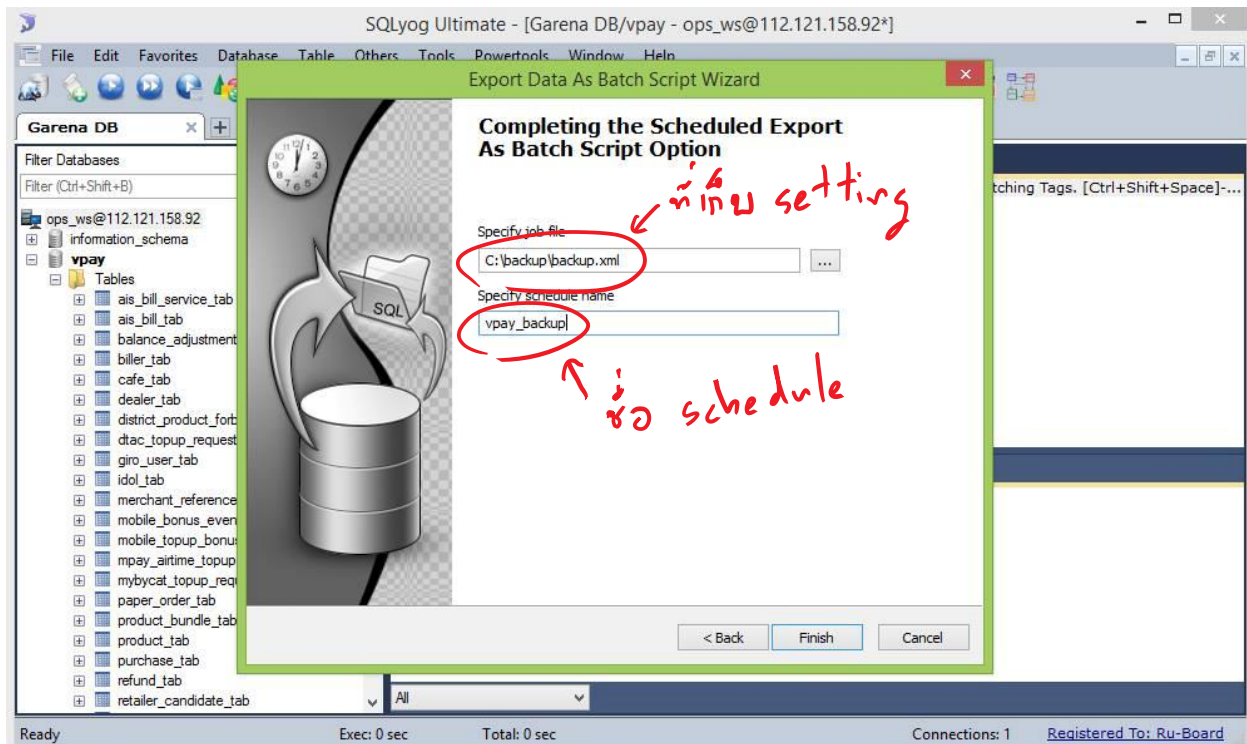 SQLyog Ultimate - [Garena DB/vpay - ops_ws@112.121.158.92*]
File Edit Favorites Database Table Others Tools Powertools Window Help
Export Data As Batch Script Wizard
Garena DB
Filter Databases
Filter (Ctrl+Shift+B)
ops_ws@112.121.158.92
information_schema
vpay
Tables
ais_bill_service_tab
ais_bill_tab
balance_adjustment
biller_tab
cafe_tab
dealer_tab
district_product_forb
dtac_topup_request
giro_user_tab
idol_tab
merchant_reference
mobile_bonus_even
mobile_topup_bonu
mpay_airtime_topup
mybycat_topup_requ
paper_order_tab
product_bundle_tab
product_tab
purchase_tab
refund_tab
retailer_candidate_tab
Completing the Scheduled Export
As Batch Script Option
ที่เก็บ setting
Specify job file
C:\backup\backup.xml
...
Specify schedule name
vpay_backup
ชื่อ schedule
SQL
< Back Finish Cancel
tching Tags. [Ctrl+Shift+Space]-...
All
Ready Exec: 0 sec Total: 0 sec Connections: 1 Registered To: Ru-Board